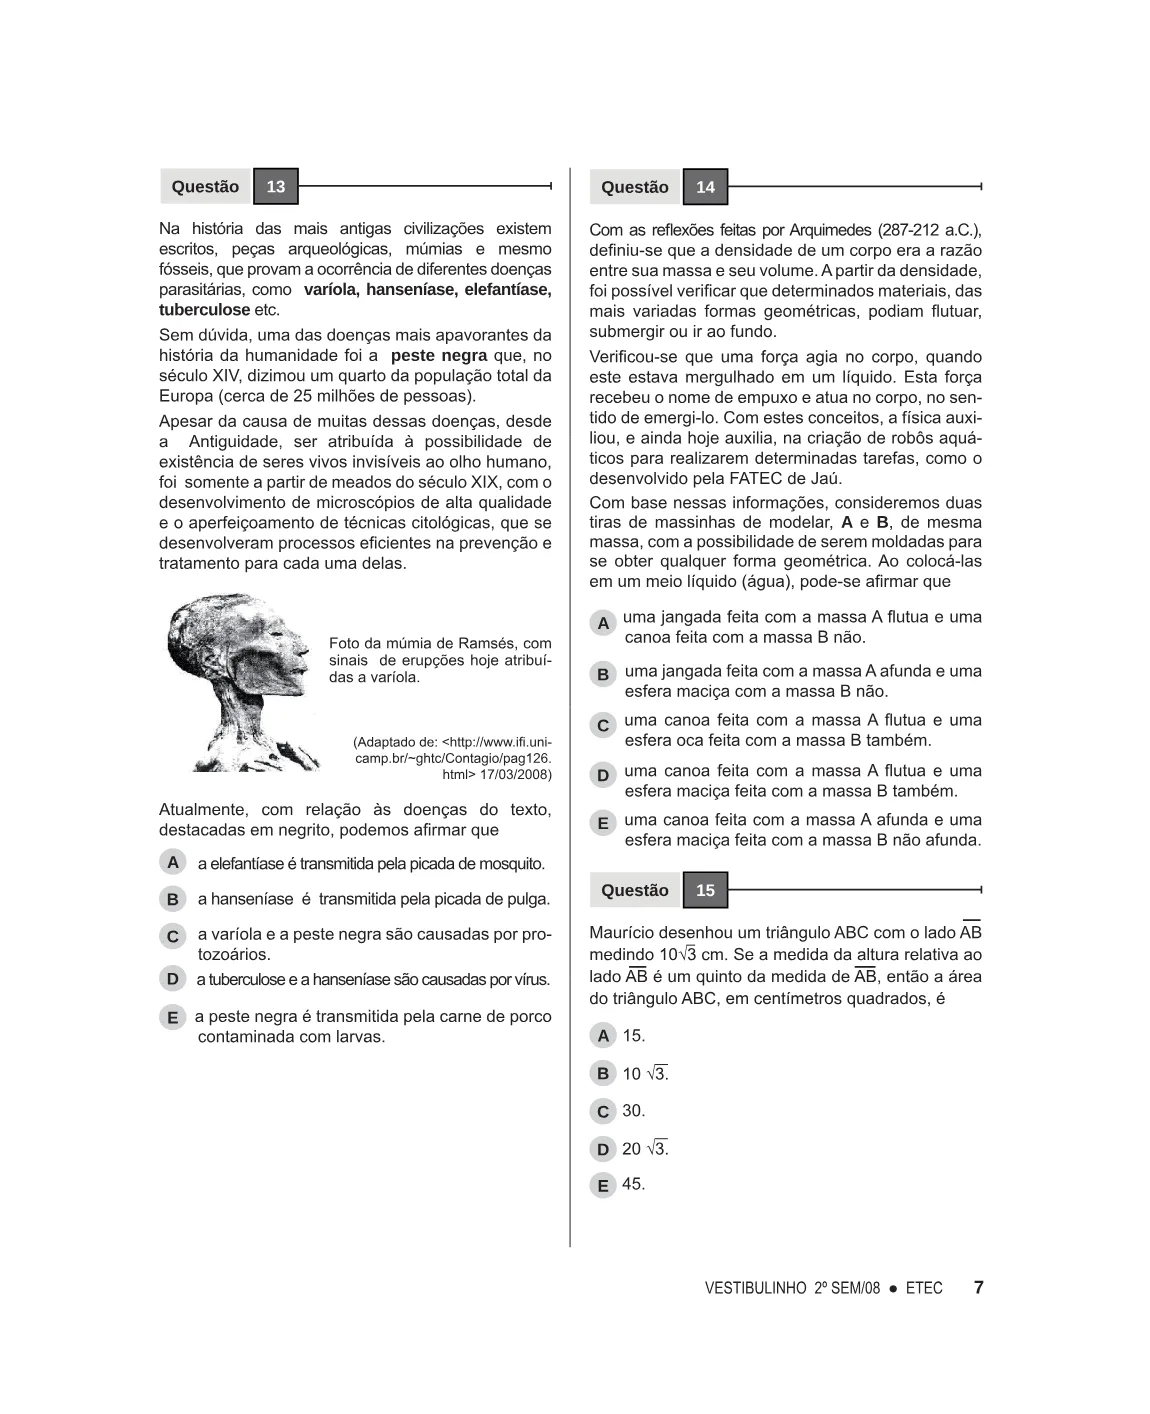 Questão 13
Na história das mais antigas civilizações existem
escritos, peças arqueológicas, múmias e mesmo
fósseis, que provam a ocorrência de diferentes doenças
parasitárias, como varíola, hanseníase, elefantíase,
tuberculose etc.
Sem dúvida, uma das doenças mais apavorantes da
história da humanidade foi a peste negra que, no
século XIV, dizimou um quarto da população total da
Europa (cerca de 25 milhões de pessoas).
Apesar da causa de muitas dessas doenças, desde
a Antiguidade, ser atribuída à possibilidade de
existência de seres vivos invisíveis ao olho humano,
foi somente a partir de meados do século XIX, com o
desenvolvimento de microscópios de alta qualidade
e o aperfeiçoamento de técnicas citológicas, que se
desenvolveram processos eficientes na prevenção e
tratamento para cada uma delas.
Foto da múmia de Ramsés, com
sinais de erupções hoje atribuí-
das a varíola.
(Adaptado de: <http://www.ifi.uni-
camp.br/~ghtc/Contagio/pag126.
html> 17/03/2008)
Atualmente, com relação às doenças do texto,
destacadas em negrito, podemos afirmar que
A a elefantíase é transmitida pela picada de mosquito.
B a hanseníase é transmitida pela picada de pulga.
C a varíola e a peste negra são causadas por pro-
tozoários.
D a tuberculose e a hanseníase são causadas por vírus.
E a peste negra é transmitida pela carne de porco
contaminada com larvas.
Questão 14
Com as reflexões feitas por Arquimedes (287-212 a.C.),
definiu-se que a densidade de um corpo era a razão
entre sua massa e seu volume. A partir da densidade,
foi possível verificar que determinados materiais, das
mais variadas formas geométricas, podiam flutuar,
submergir ou ir ao fundo.
Verificou-se que uma força agia no corpo, quando
este estava mergulhado em um líquido. Esta força
recebeu o nome de empuxo e atua no corpo, no sen-
tido de emergi-lo. Com estes conceitos, a física auxi-
liou, e ainda hoje auxilia, na criação de robôs aquá-
ticos para realizarem determinadas tarefas, como o
desenvolvido pela FATEC de Jaú.
Com base nessas informações, consideremos duas
tiras de massinhas de modelar, A e B, de mesma
massa, com a possibilidade de serem moldadas para
se obter qualquer forma geométrica. Ao colocá-las
em um meio líquido (água), pode-se afirmar que
A uma jangada feita com a massa A flutua e uma
canoa feita com a massa B não.
B uma jangada feita com a massa A afunda e uma
esfera maciça com a massa B não.
C uma canoa feita com a massa A flutua e uma
esfera oca feita com a massa B também.
D uma canoa feita com a massa A flutua e uma
esfera maciça feita com a massa B também.
E uma canoa feita com a massa A afunda e uma
esfera maciça feita com a massa B não afunda.
Questão 15
Maurício desenhou um triângulo ABC com o lado A̅B̅
medindo 10√3 cm. Se a medida da altura relativa ao
lado A̅B̅ é um quinto da medida de A̅B̅, então a área
do triângulo ABC, em centímetros quadrados, é
A 15.
B 10 √3.
C 30.
D 20 √3.
E 45.
VESTIBULINHO 2º SEM/08 ● ETEC 7